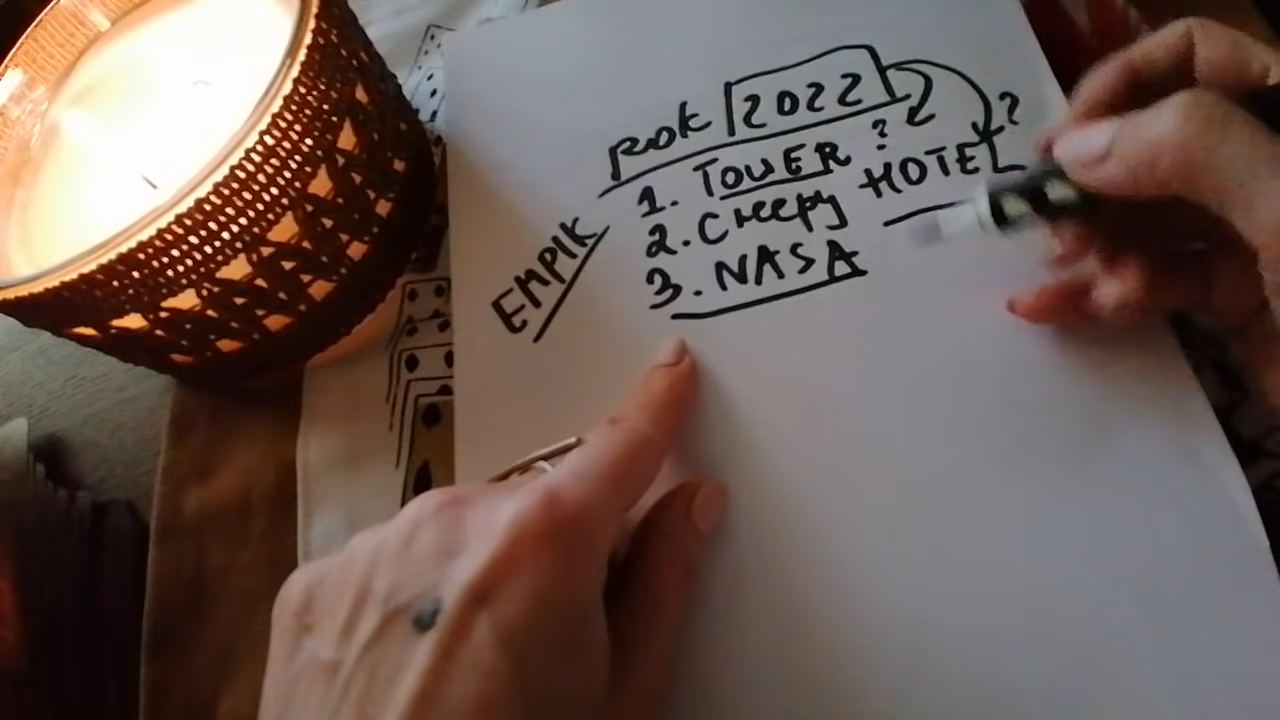 rok 2022
1. TOWER ?
2. Creepy HOTEL ?
3. NASA
EMPIK